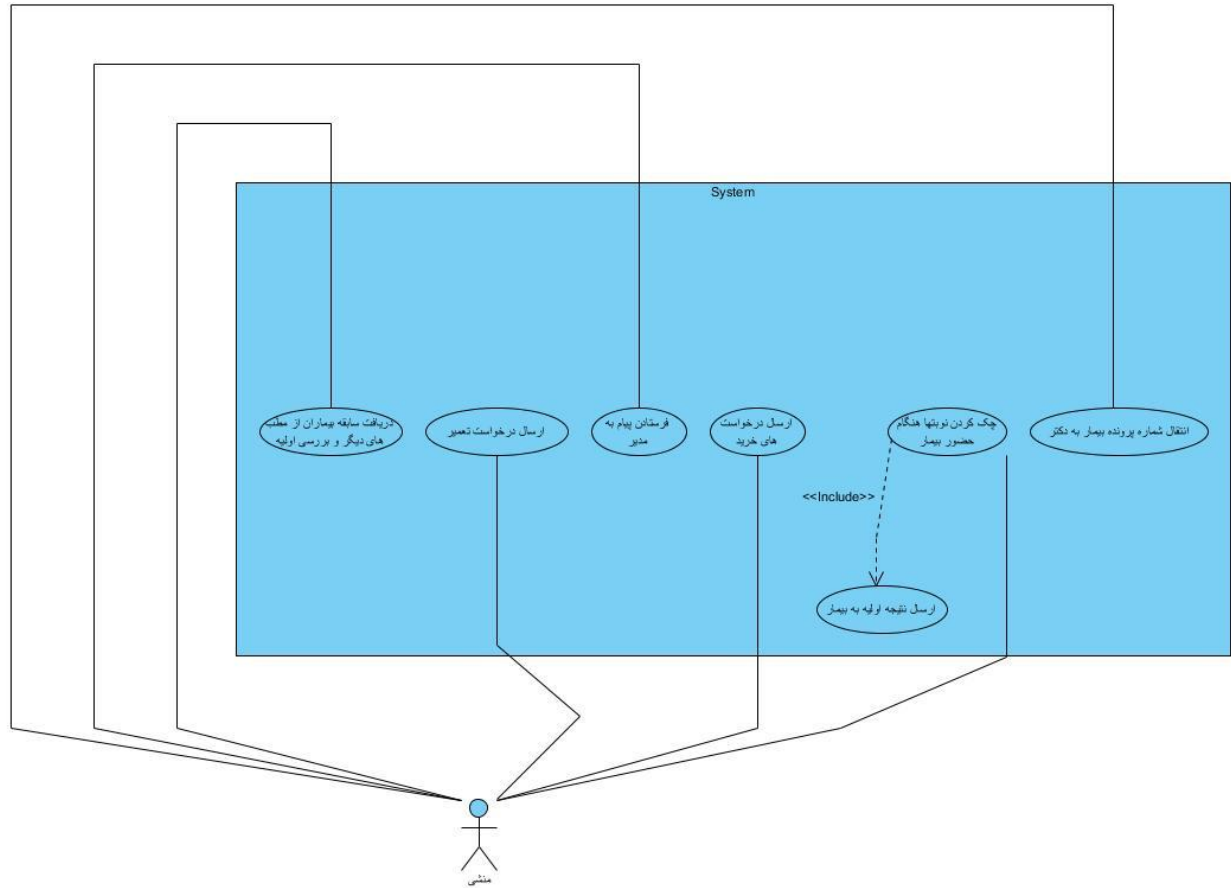 System
دریافت سابقه بیماران از مطب
های دیگر و بررسی اولیه
ارسال درخواست تعمیر
فرستادن پیام به
مدیر
ارسال درخواست
های خرید
چک کردن نوبتها هنگام
حضور بیمار
انتقال شماره پرونده بیمار به دکتر
<<Include>>
ارسال نتیجه اولیه به بیمار
منشی